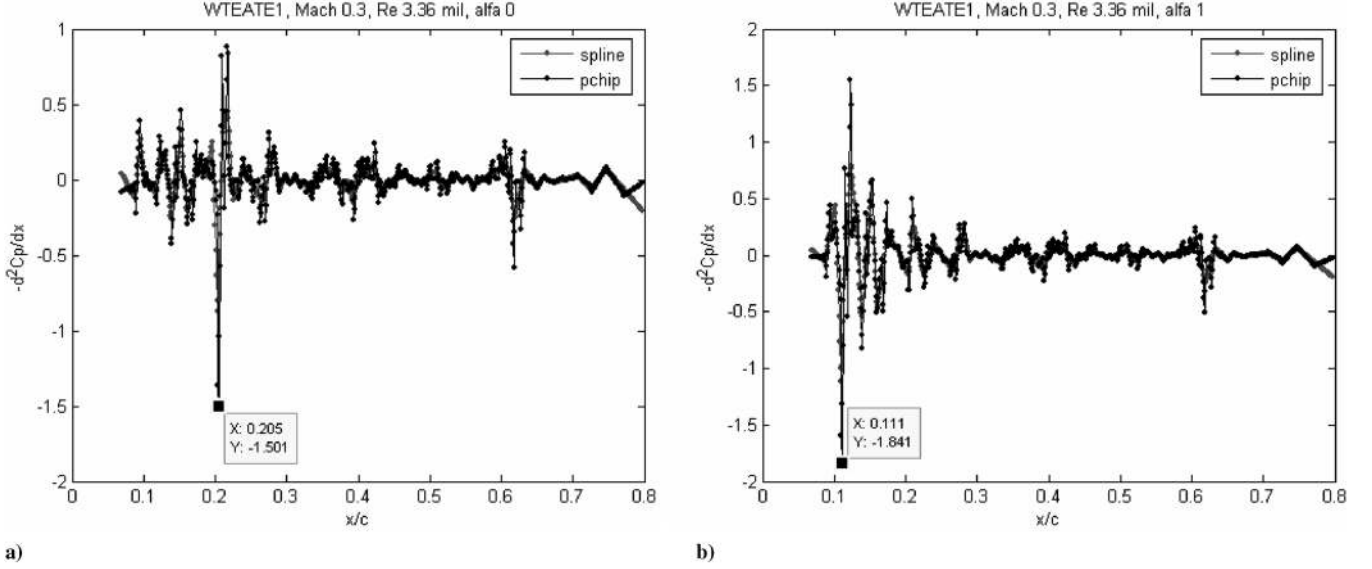 WTEATE1, Mach 0.3, Re 3.36 mil, alfa 0
1
0.5
0
-0.5
-1
-1.5
-2
-d²Cp/dx
spline
pchip
X: 0.205
Y: -1.501
0 0.1 0.2 0.3 0.4 0.5 0.6 0.7 0.8
x/c
a)
WTEATE1, Mach 0.3, Re 3.36 mil, alfa 1
2
1.5
1
0.5
0
-0.5
-1
-1.5
-2
-d²Cp/dx
spline
pchip
X: 0.111
Y: -1.841
0 0.1 0.2 0.3 0.4 0.5 0.6 0.7 0.8
x/c
b)